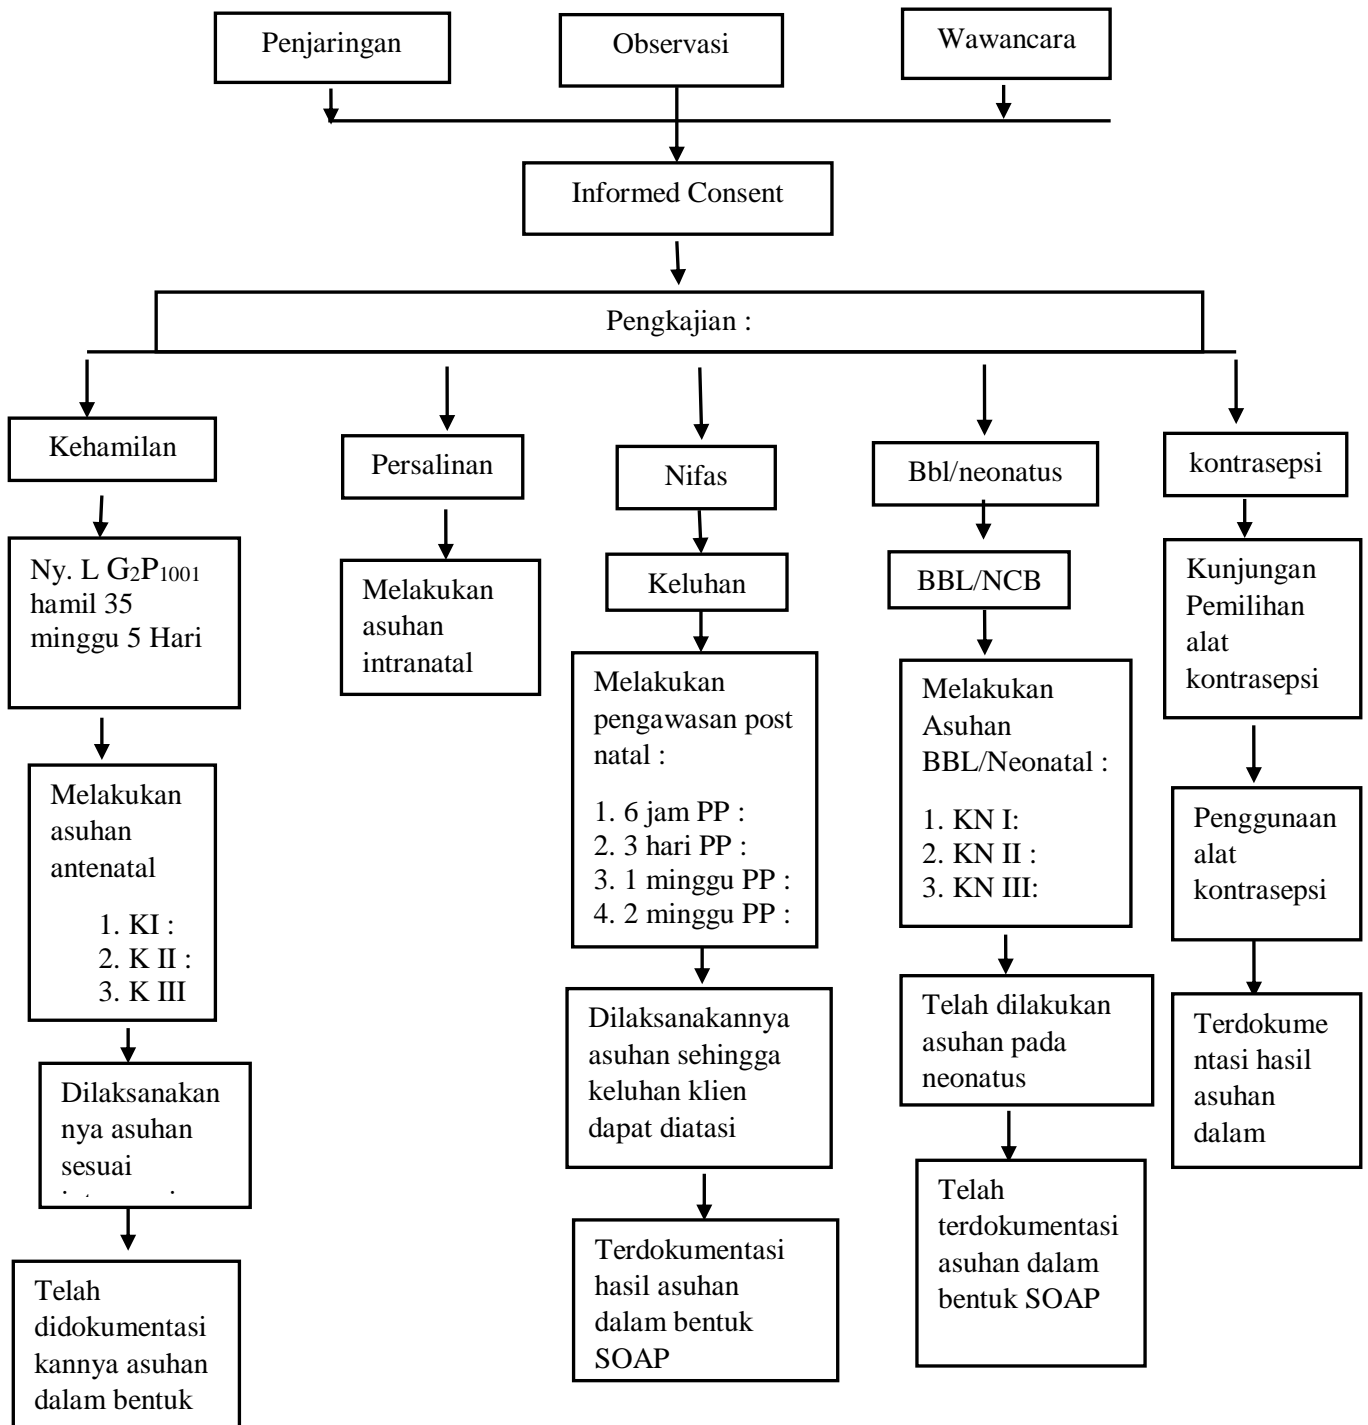 Penjaringan
Observasi
Wawancara
Informed Consent
Pengkajian :
Kehamilan
Persalinan
Nifas
Bbl/neonatus
kontrasepsi
Ny. L G₂P₁₀₀₁
hamil 35
minggu 5 Hari
Melakukan
asuhan
antenatal
1. KI :
2. K II :
3. K III
Dilaksanakan
nya asuhan
sesuai
Telah
didokumentasi
kannya asuhan
dalam bentuk
Melakukan
asuhan
intranatal
Keluhan
Melakukan
pengawasan post
natal :
1. 6 jam PP :
2. 3 hari PP :
3. 1 minggu PP :
4. 2 minggu PP :
Dilaksanakannya
asuhan sehingga
keluhan klien
dapat diatasi
Terdokumentasi
hasil asuhan
dalam bentuk
SOAP
BBL/NCB
Melakukan
Asuhan
BBL/Neonatal :
1. KN I:
2. KN II :
3. KN III:
Telah dilakukan
asuhan pada
neonatus
Telah
terdokumentasi
asuhan dalam
bentuk SOAP
Kunjungan
Pemilihan
alat
kontrasepsi
Penggunaan
alat
kontrasepsi
Terdokume
ntasi hasil
asuhan
dalam